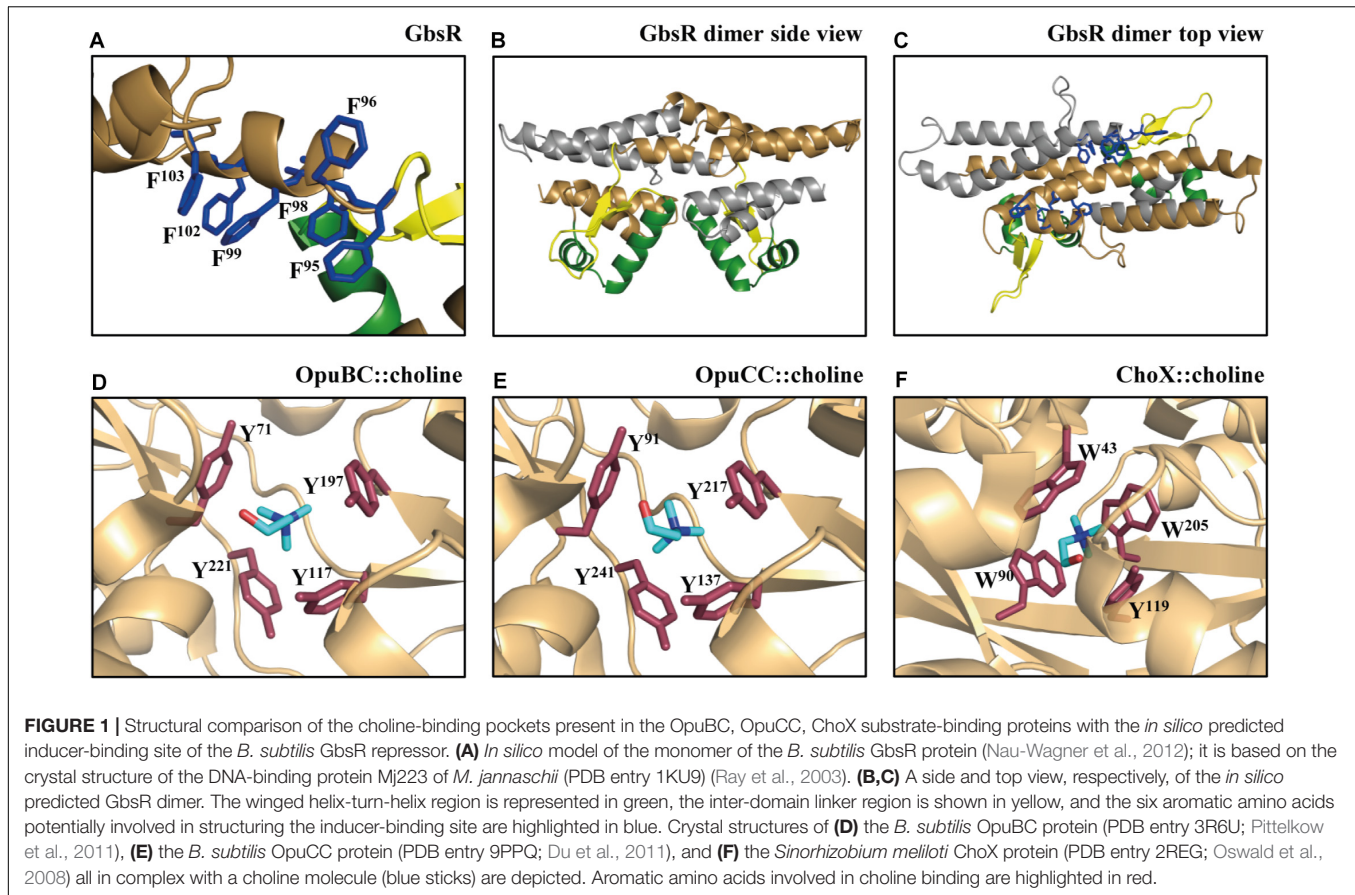 A
GbsR
F96
F103
F98
F102
F99
F95
B
GbsR dimer side view
C
GbsR dimer top view
D
OpuBC::choline
Y71
Y197
Y221
Y117
E
OpuCC::choline
Y91
Y217
Y241
Y137
F
ChoX::choline
W43
W205
W90
Y119
FIGURE 1 | Structural comparison of the choline-binding pockets present in the OpuBC, OpuCC, ChoX substrate-binding proteins with the in silico predicted
inducer-binding site of the B. subtilis GbsR repressor. (A) In silico model of the monomer of the B. subtilis GbsR protein (Nau-Wagner et al., 2012); it is based on the
crystal structure of the DNA-binding protein Mj223 of M. jannaschii (PDB entry 1KU9) (Ray et al., 2003). (B,C) A side and top view, respectively, of the in silico
predicted GbsR dimer. The winged helix-turn-helix region is represented in green, the inter-domain linker region is shown in yellow, and the six aromatic amino acids
potentially involved in structuring the inducer-binding site are highlighted in blue. Crystal structures of (D) the B. subtilis OpuBC protein (PDB entry 3R6U; Pittelkow
et al., 2011), (E) the B. subtilis OpuCC protein (PDB entry 9PPQ; Du et al., 2011), and (F) the Sinorhizobium meliloti ChoX protein (PDB entry 2REG; Oswald et al.,
2008) all in complex with a choline molecule (blue sticks) are depicted. Aromatic amino acids involved in choline binding are highlighted in red.